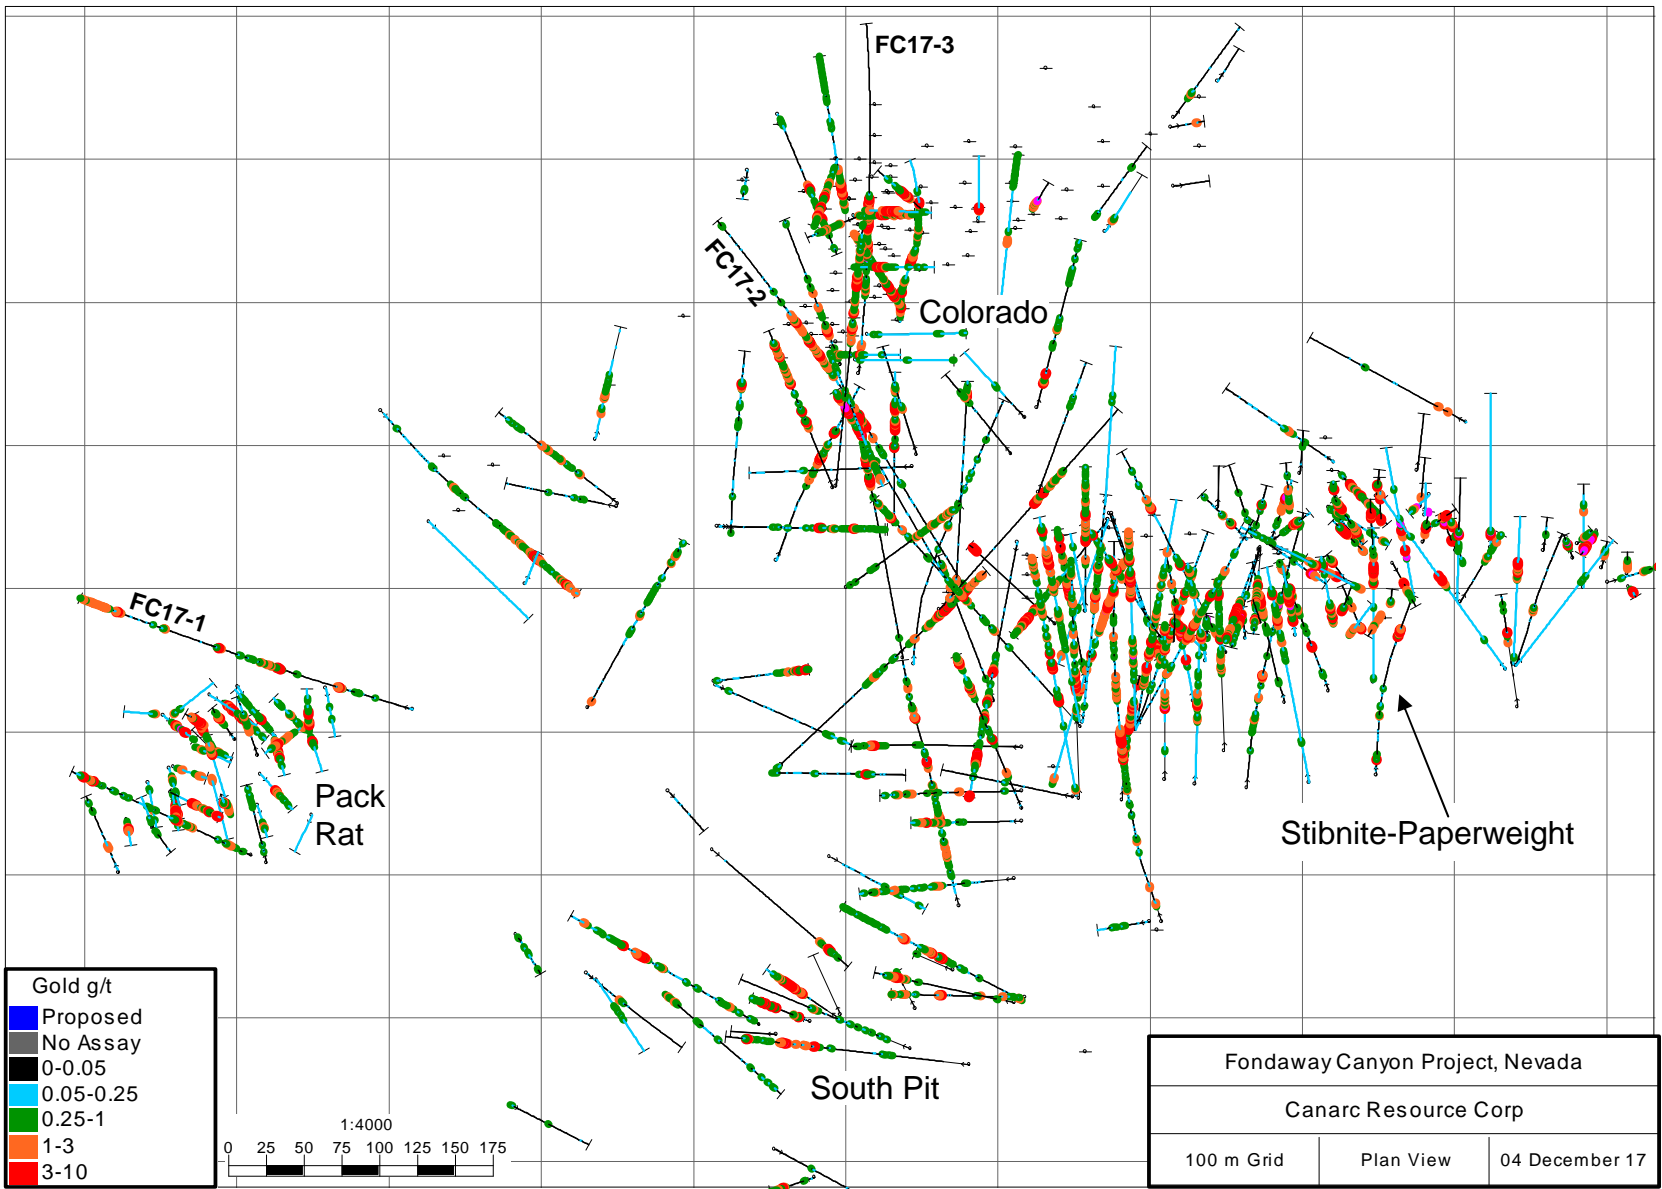 FC17-3
FC17-2
Colorado
FC17-1
Pack
Rat
Stibnite-Paperweight
South Pit
Gold g/t
Proposed
No Assay
0-0.05
0.05-0.25
0.25-1
1-3
3-10
1:4000
0 25 50 75 100 125 150 175
Fondaway Canyon Project, Nevada
Canarc Resource Corp
100 m Grid Plan View 04 December 17